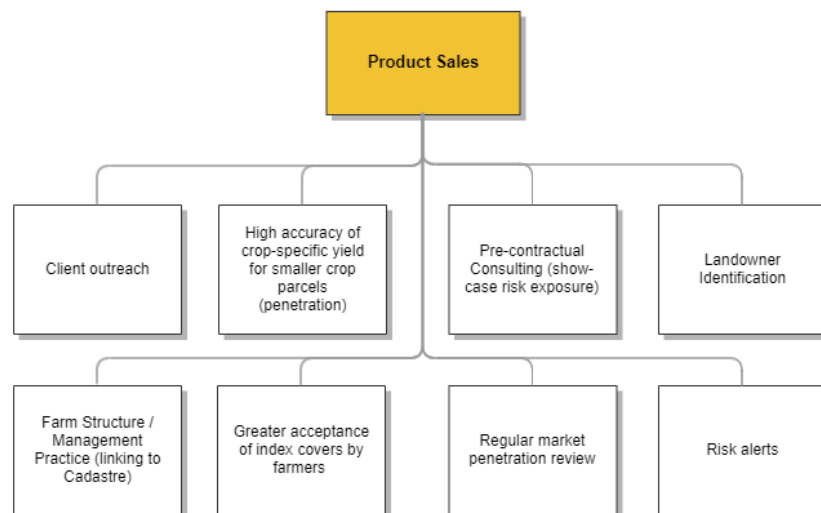 Product Sales
Client outreach
High accuracy of
crop-specific yield
for smaller crop
parcels
(penetration)
Pre-contractual
Consulting (show-
case risk exposure)
Landowner
Identification
Farm Structure /
Management
Practice (linking to
Cadastre)
Greater acceptance
of index covers by
farmers
Regular market
penetration review
Risk alerts